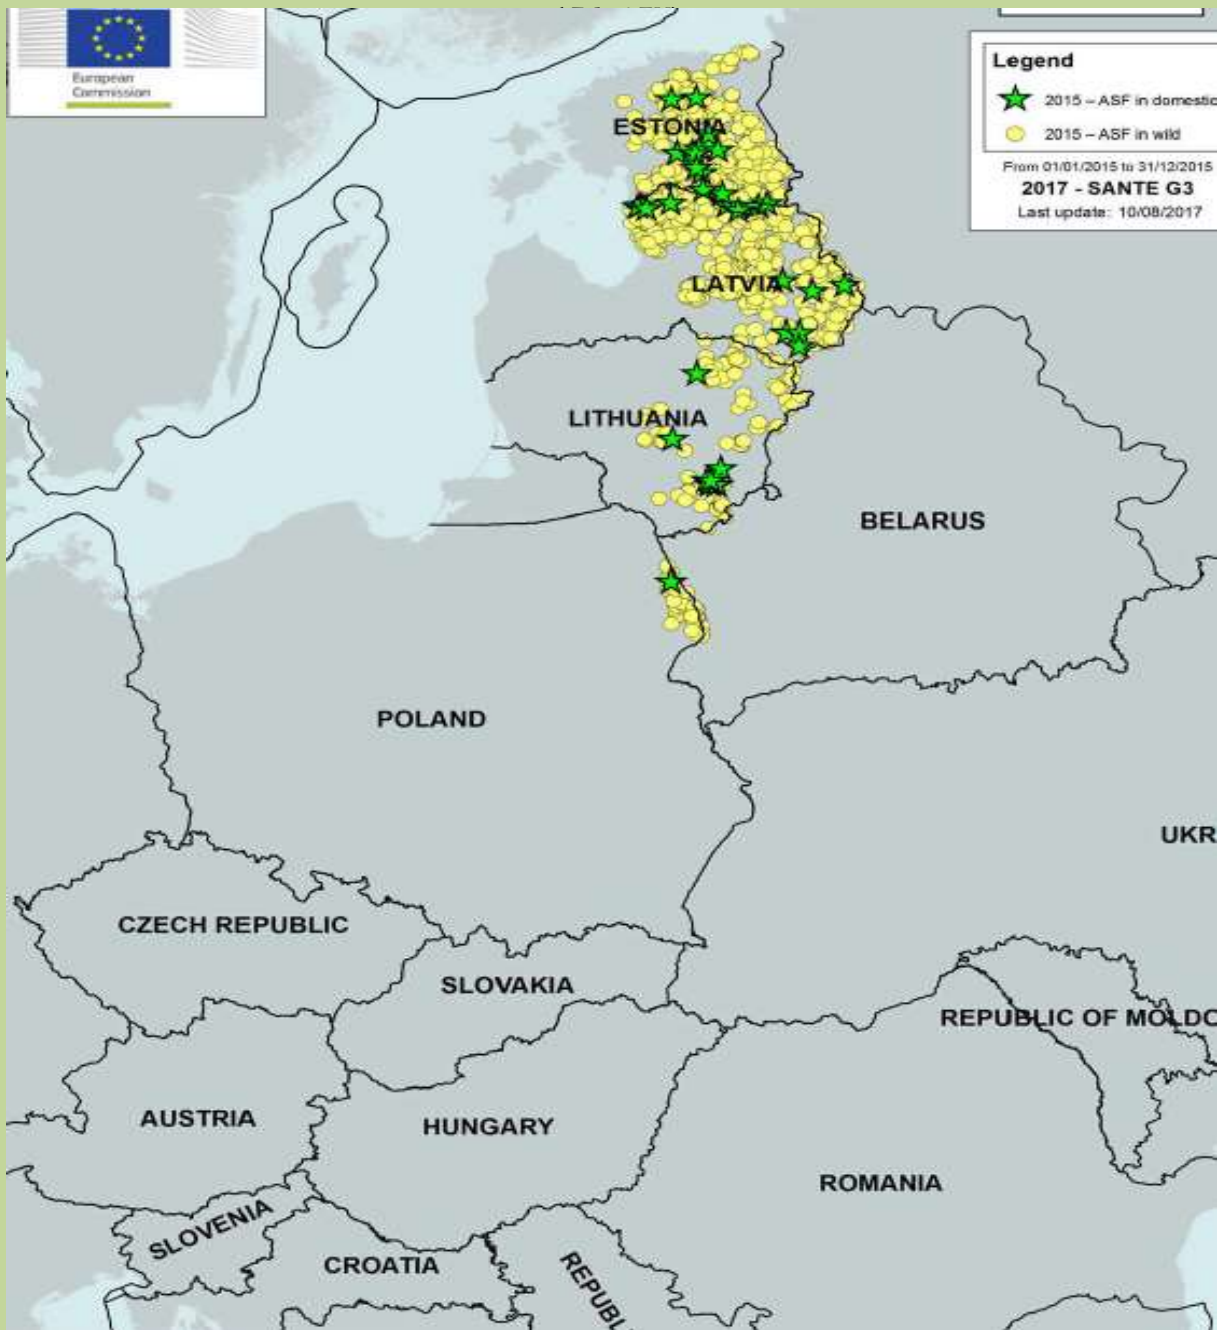 European
Commission
Legend
2015 – ASF in domestic
2015 – ASF in wild
From 01/01/2015 to 31/12/2015
2017 - SANTE G3
Last update: 10/08/2017
ESTONIA
LATVIA
LITHUANIA
BELARUS
POLAND
UKR
CZECH REPUBLIC
SLOVAKIA
REPUBLIC OF MOLDO
AUSTRIA
HUNGARY
ROMANIA
SLOVENIA
CROATIA
REPUBL